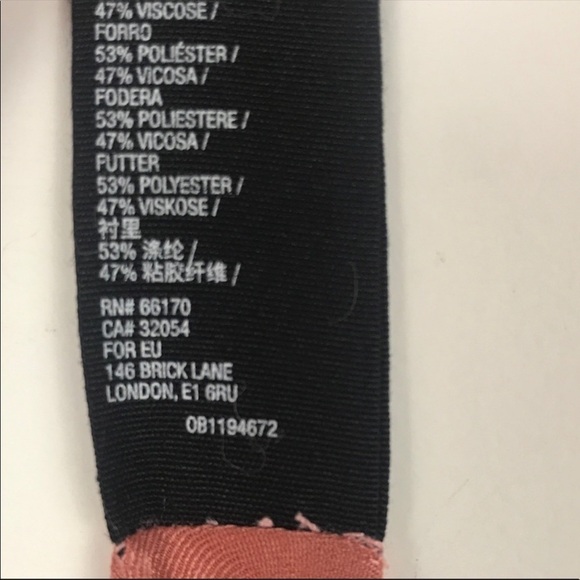 47% VISCOSE /
FORRO
53% POLIÉSTER /
47% VICOSA /
FODERA
53% POLIESTERE /
47% VICOSA /
FUTTER
53% POLYESTER /
47% VISKOSE /
衬里
53% 涤纶 /
47% 粘胶纤维 /
RN# 66170
CA# 32054
FOR EU
146 BRICK LANE
LONDON, E1 6RU
0B1194672